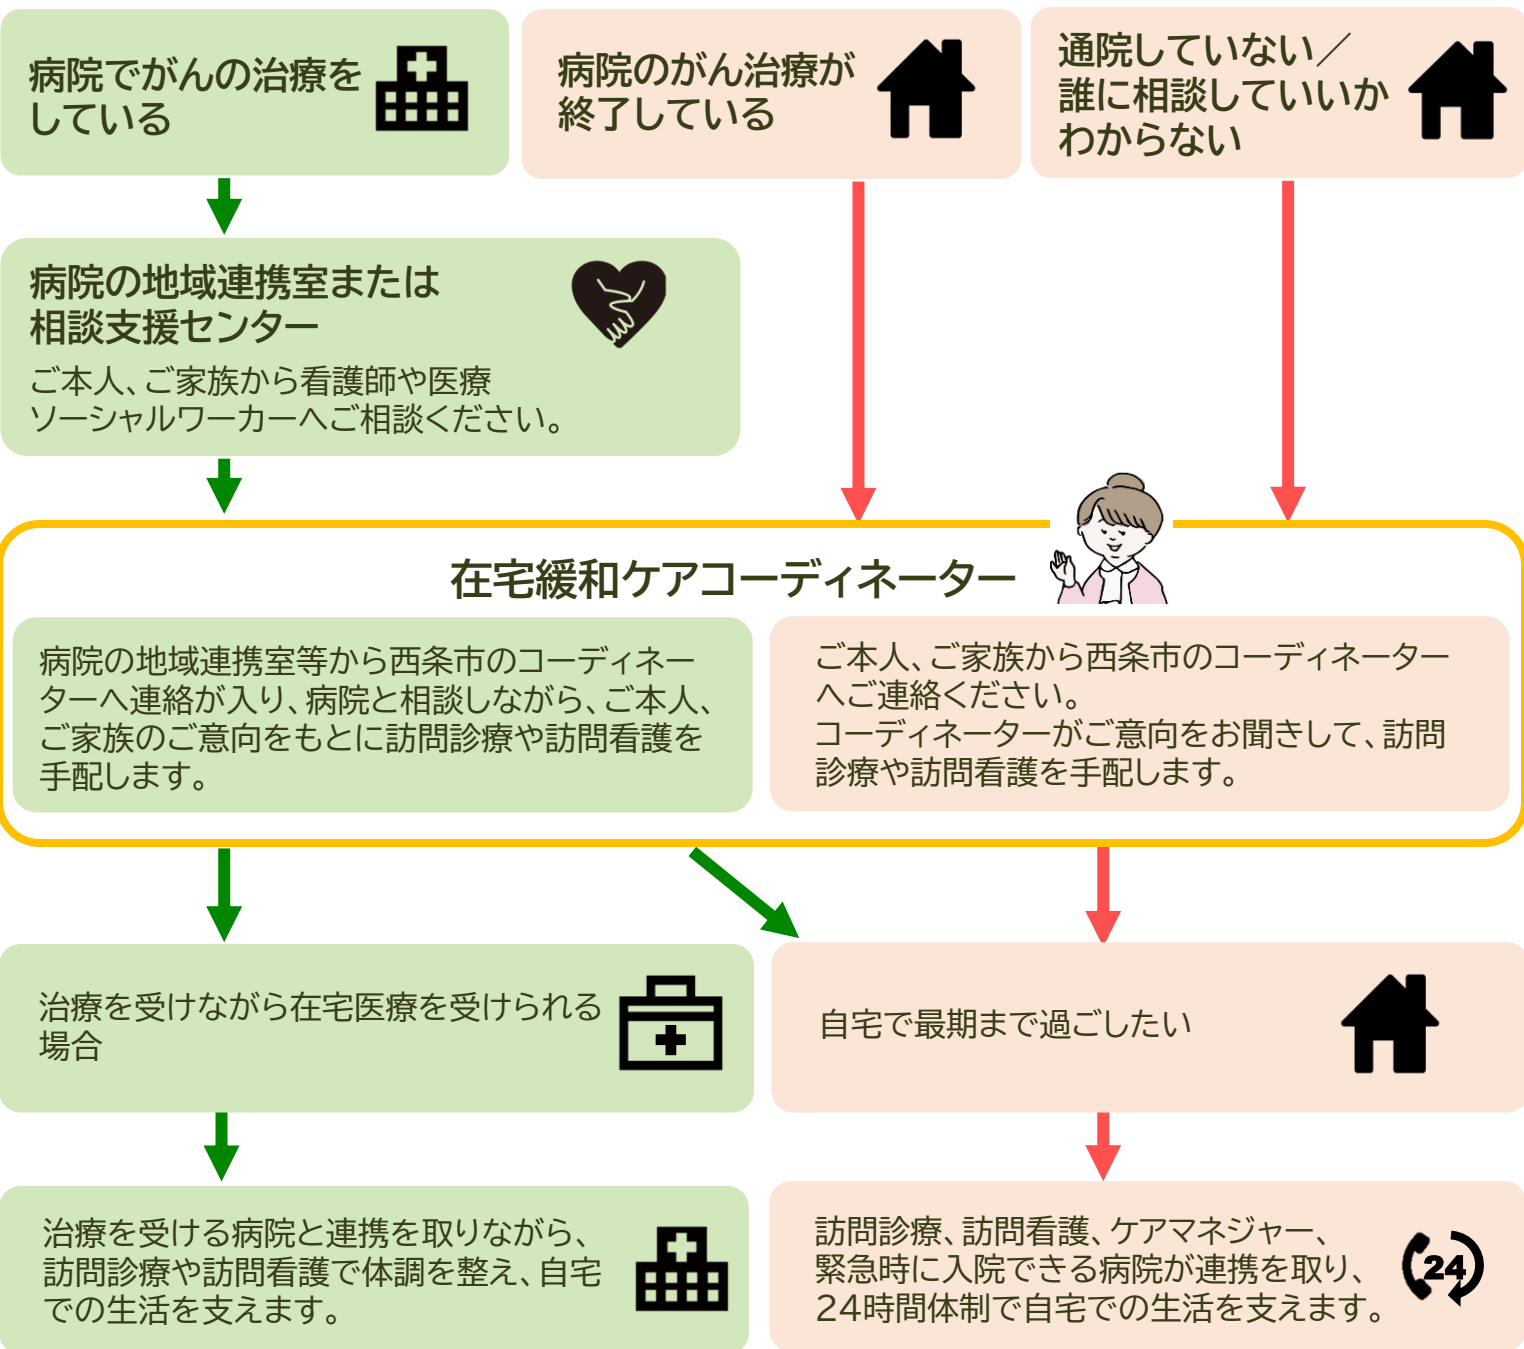 病院でがんの治療を
している
病院のがん治療が
終了している
通院していない／
誰に相談していいか
わからない
病院の地域連携室または
相談支援センター
ご本人、ご家族から看護師や医療
ソーシャルワーカーへご相談ください。
在宅緩和ケアコーディネーター
病院の地域連携室等から西条市のコーディネー
ターへ連絡が入り、病院と相談しながら、ご本人、
ご家族のご意向をもとに訪問診療や訪問看護を
手配します。
ご本人、ご家族から西条市のコーディネーター
へご連絡ください。
コーディネーターがご意向をお聞きして、訪問
診療や訪問看護を手配します。
治療を受けながら在宅医療を受けられる
場合
自宅で最期まで過ごしたい
治療を受ける病院と連携を取りながら、
訪問診療や訪問看護で体調を整え、自宅
での生活を支えます。
訪問診療、訪問看護、ケアマネジャー、
緊急時に入院できる病院が連携を取り、
24時間体制で自宅での生活を支えます。
24